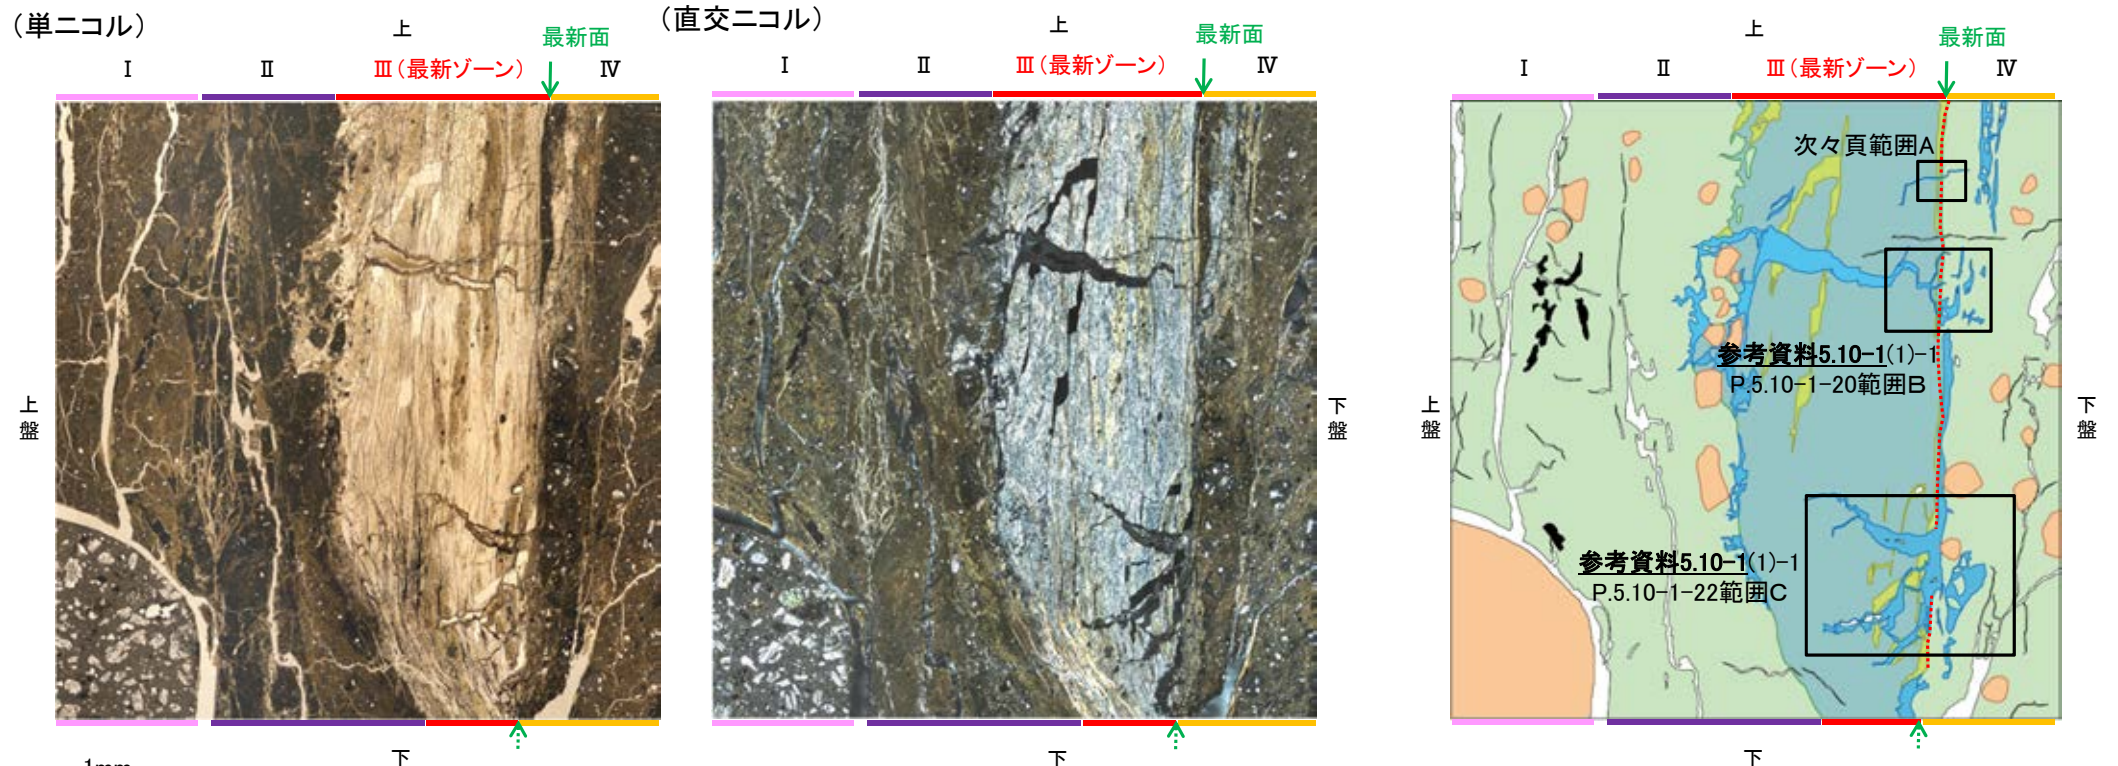 （単ニコル）
上
最新面
Ⅰ
Ⅱ
Ⅲ（最新ゾーン）
Ⅳ
上盤
1mm
下
（直交ニコル）
上
最新面
Ⅰ
Ⅱ
Ⅲ（最新ゾーン）
Ⅳ
下盤
下
上
最新面
Ⅰ
Ⅱ
Ⅲ（最新ゾーン）
Ⅳ
次々頁範囲A
参考資料5.10-1(1)-1
P.5.10-1-20範囲B
上盤
下盤
参考資料5.10-1(1)-1
P.5.10-1-22範囲C
下